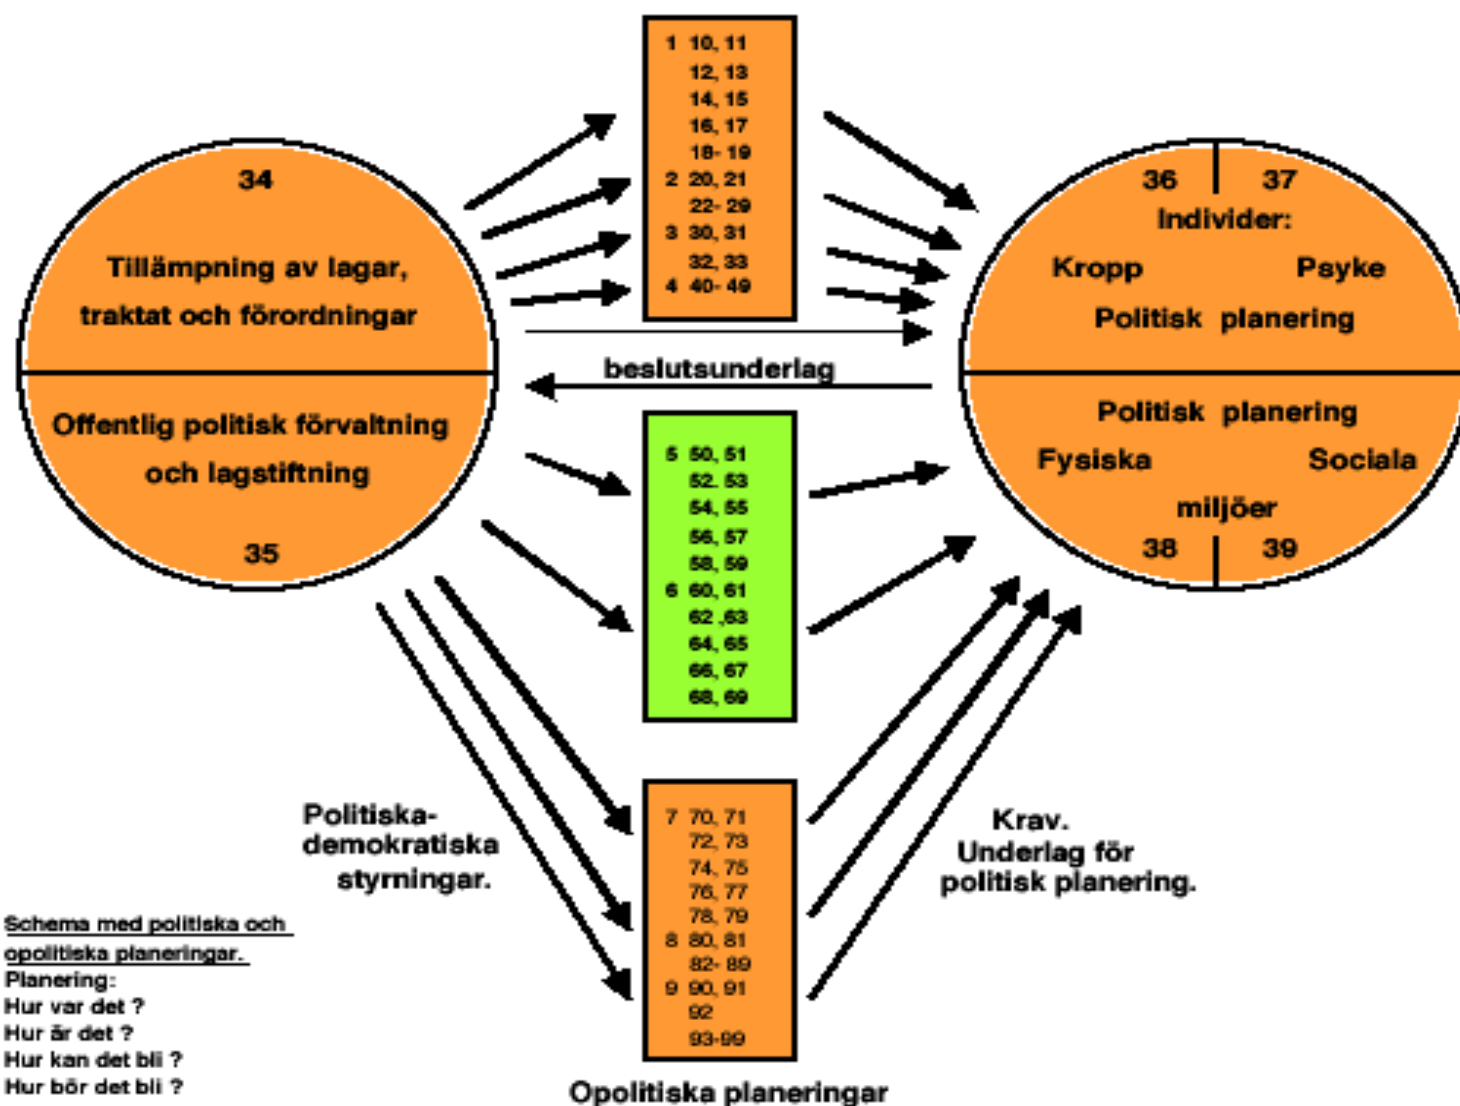 34
Tillämpning av lagar,
traktat och förordningar
Offentlig politisk förvaltning
och lagstiftning
35
1 10, 11
12, 13
14, 15
16, 17
18- 19
2 20, 21
22- 29
3 30, 31
32, 33
4 40- 49
beslutsunderlag
5 50, 51
52. 53
54, 55
56, 57
58, 59
6 60, 61
62 ,63
64, 65
66, 67
68, 69
7 70, 71
72, 73
74, 75
76, 77
78, 79
8 80, 81
82- 89
9 90, 91
92
93-99
Opolitiska planeringar
36 37
Individer:
Kropp Psyke
Politisk planering
Politisk planering
Fysiska Sociala
miljöer
38 39
Politiska-
demokratiska
styrningar.
Krav.
Underlag för
politisk planering.
Schema med politiska och
opolitiska planeringar.
Planering:
Hur var det ?
Hur är det ?
Hur kan det bli ?
Hur bör det bli ?